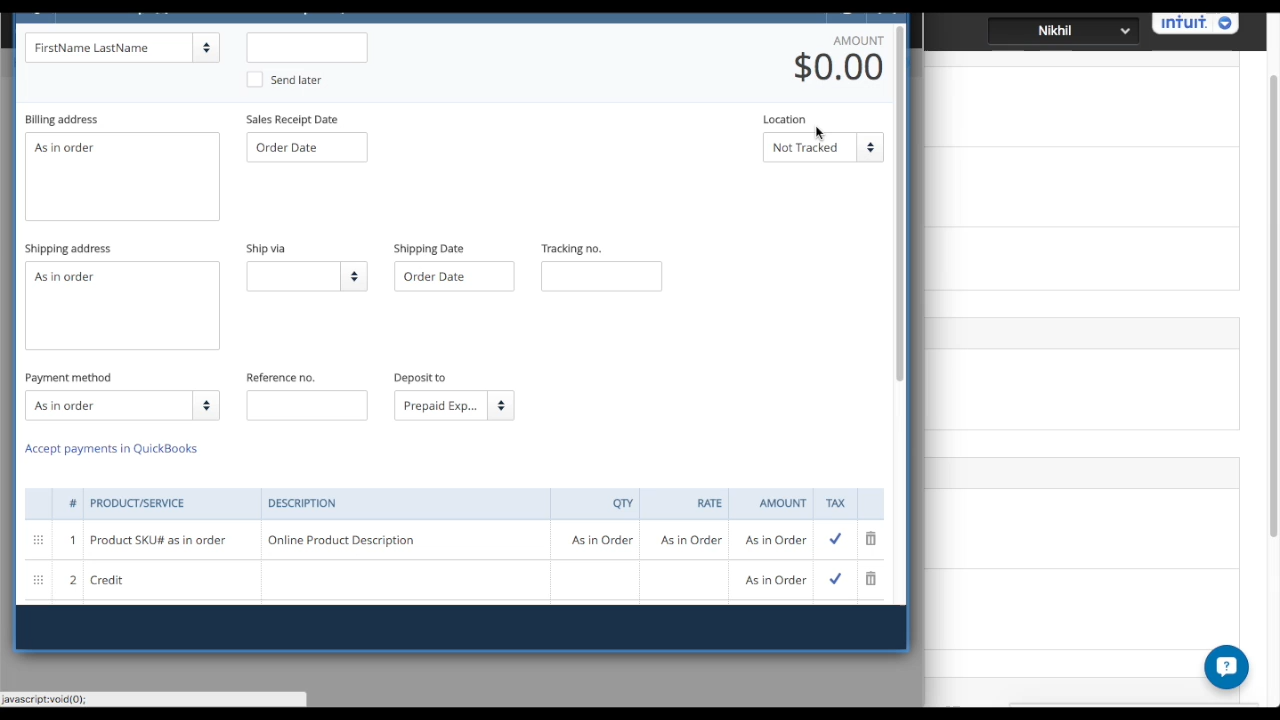 Nikhil
intuit.
FirstName LastName
AMOUNT
$0.00
Send later
Billing address
Sales Receipt Date
Location
As in order
Order Date
Not Tracked
Shipping address
Ship via
Shipping Date
Tracking no.
As in order
Order Date
Payment method
Reference no.
Deposit to
As in order
Prepaid Exp...
Accept payments in QuickBooks
# PRODUCT/SERVICE DESCRIPTION QTY RATE AMOUNT TAX
1 Product SKU# as in order Online Product Description As in Order As in Order As in Order
2 Credit As in Order
javascript:void(0);